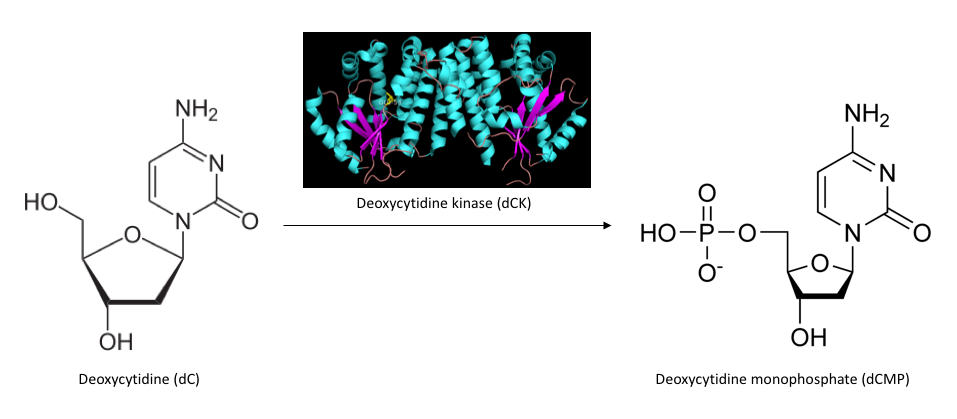 NH2
N
HO
N
O
O
OH
Deoxycytidine (dC)
Deoxycytidine kinase (dCK)
NH2
N
O
HO P O
N
O
O-
O
OH
Deoxycytidine monophosphate (dCMP)